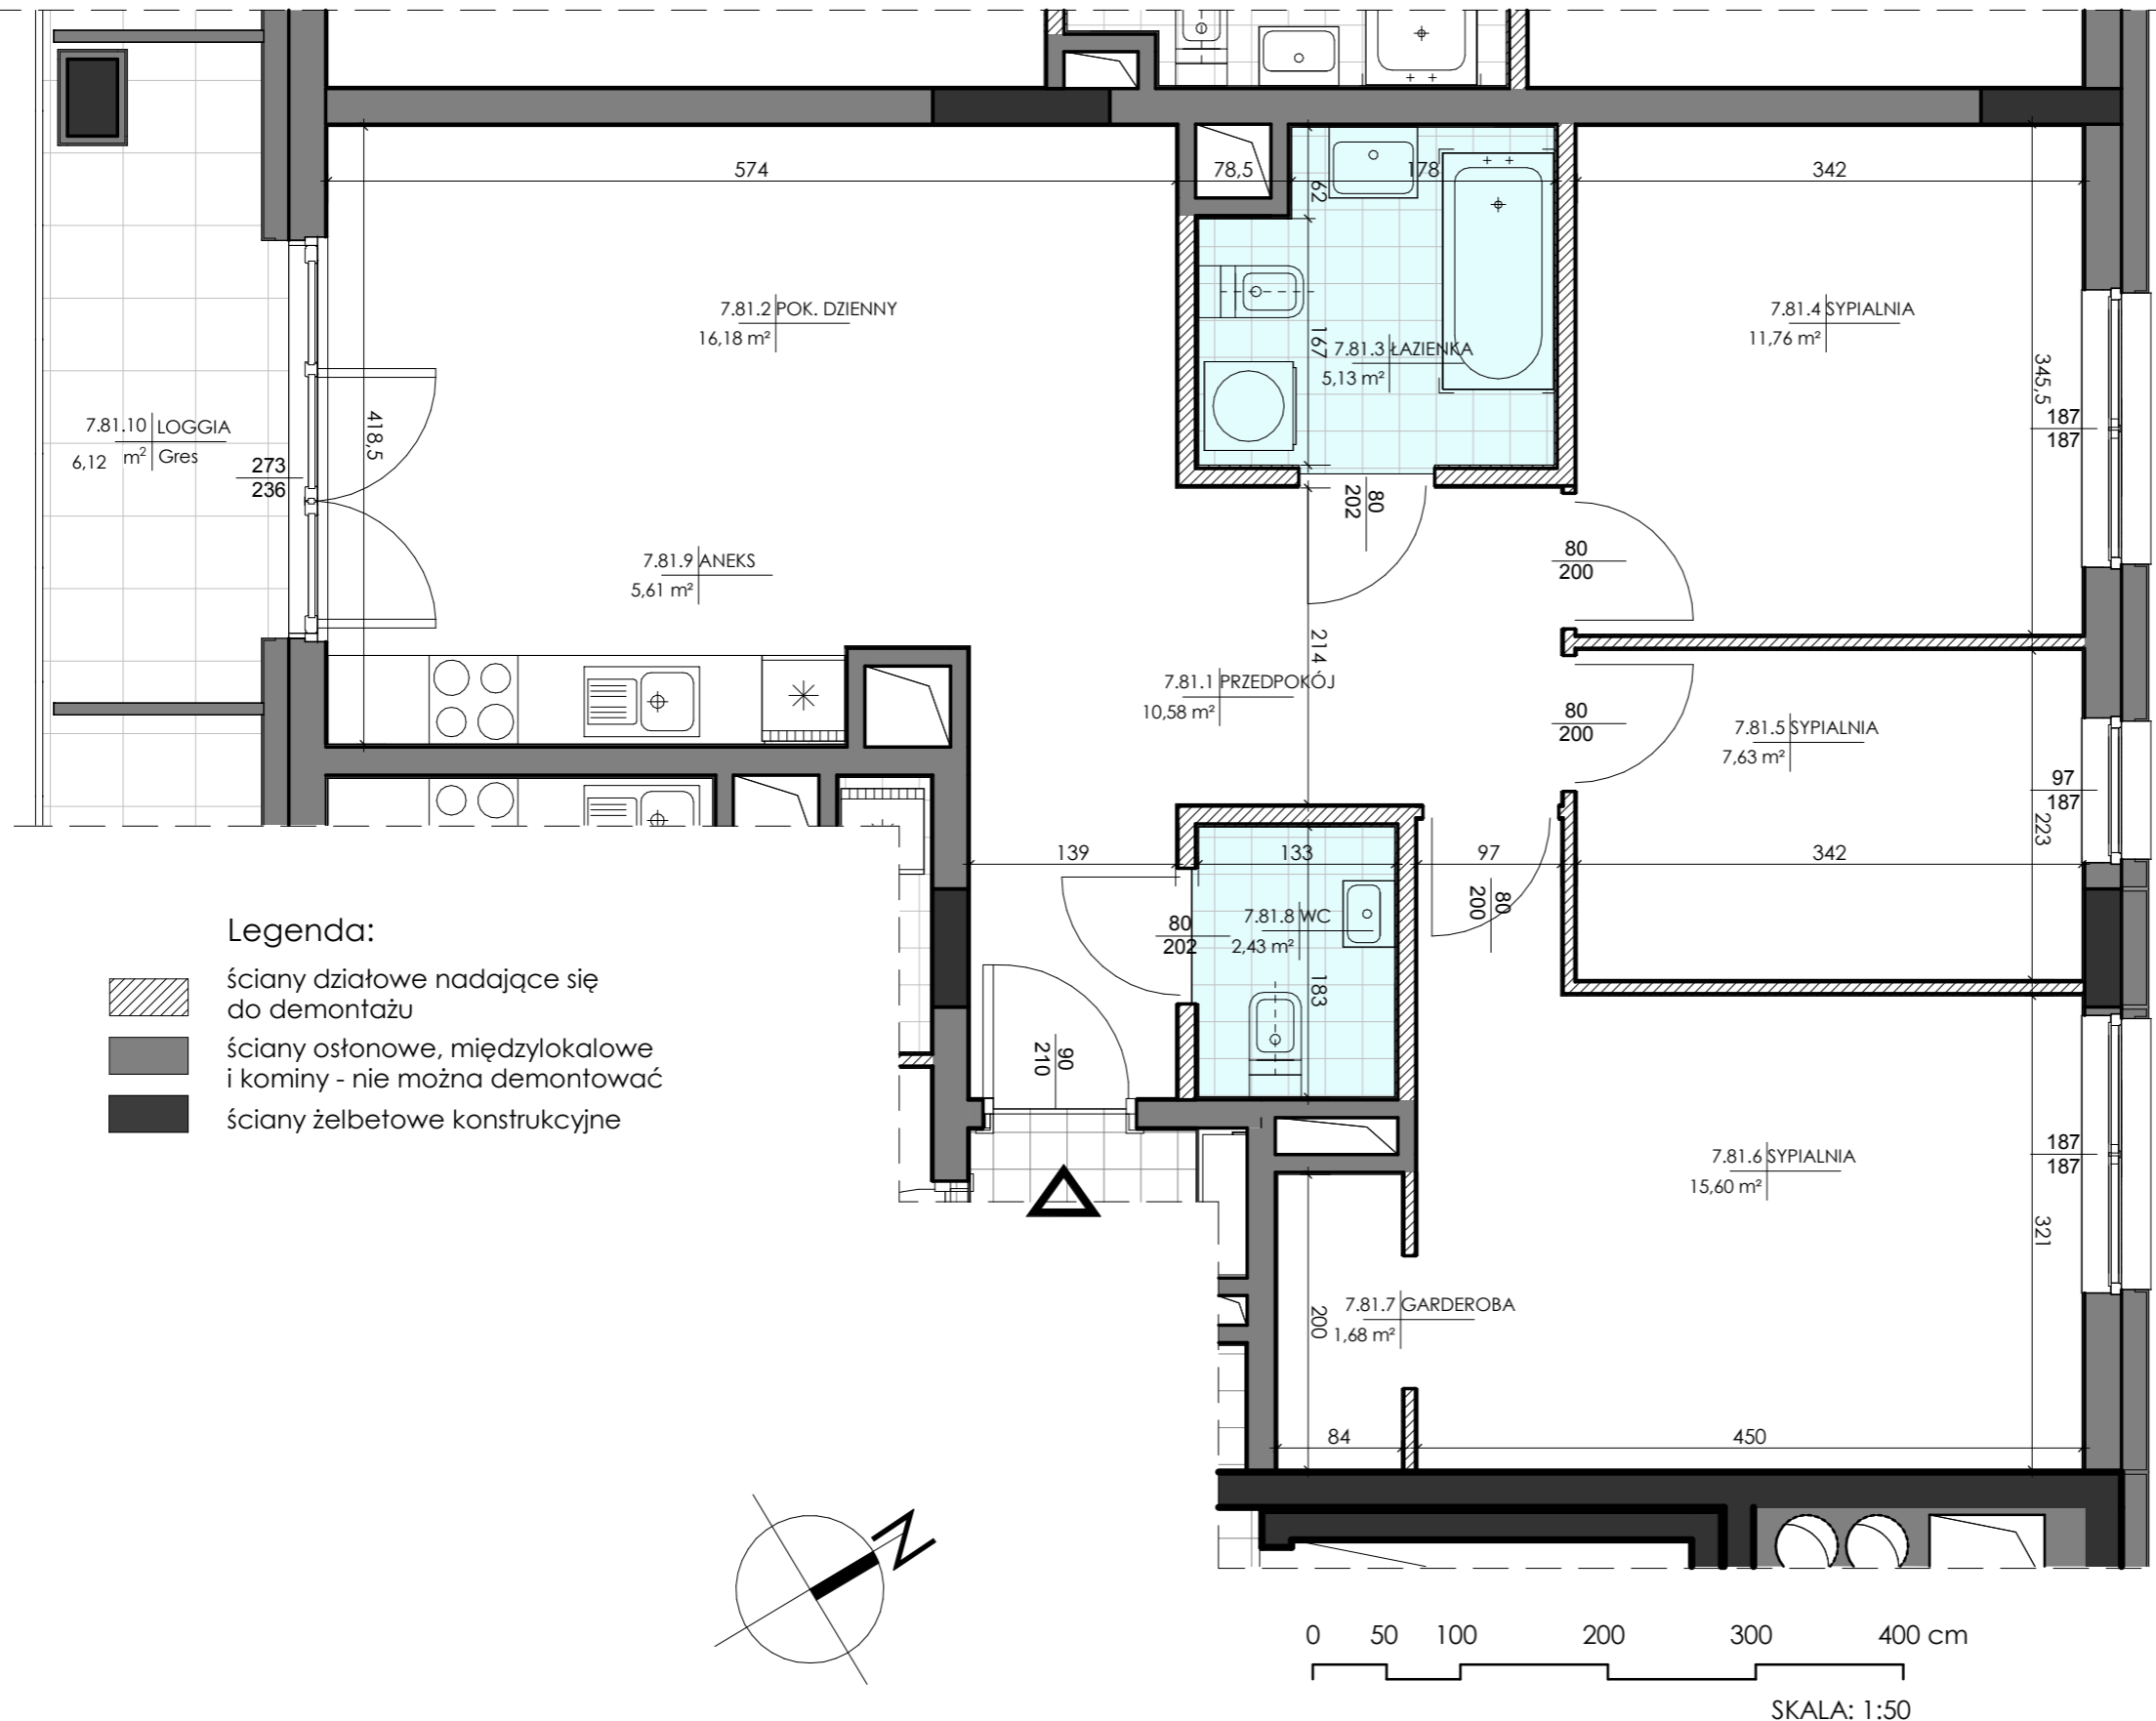 574
78,5
178
342
62
7.81.2 POK. DZIENNY
16,18 m²
7.81.4 SYPIALNIA
11,76 m²
167
7.81.3 ŁAZIENKA
5,13 m²
345,5
187
187
418,5
7.81.10 LOGGIA
6,12 m² Gres
273
236
80
202
80
200
7.81.9 ANEKS
5,61 m²
214
7.81.1 PRZEDPOKÓJ
10,58 m²
80
200
7.81.5 SYPIALNIA
7,63 m²
97
187
223
139
133
97
342
80
200
80
202
7.81.8 WC
2,43 m²
183
90
210
Legenda:
ściany działowe nadające się
do demontażu
ściany osłonowe, międzylokalowe
i kominy - nie można demontować
ściany żelbetowe konstrukcyjne
187
187
7.81.6 SYPIALNIA
15,60 m²
321
200
7.81.7 GARDEROBA
1,68 m²
84
450
N
0 50 100 200 300 400 cm
SKALA: 1:50